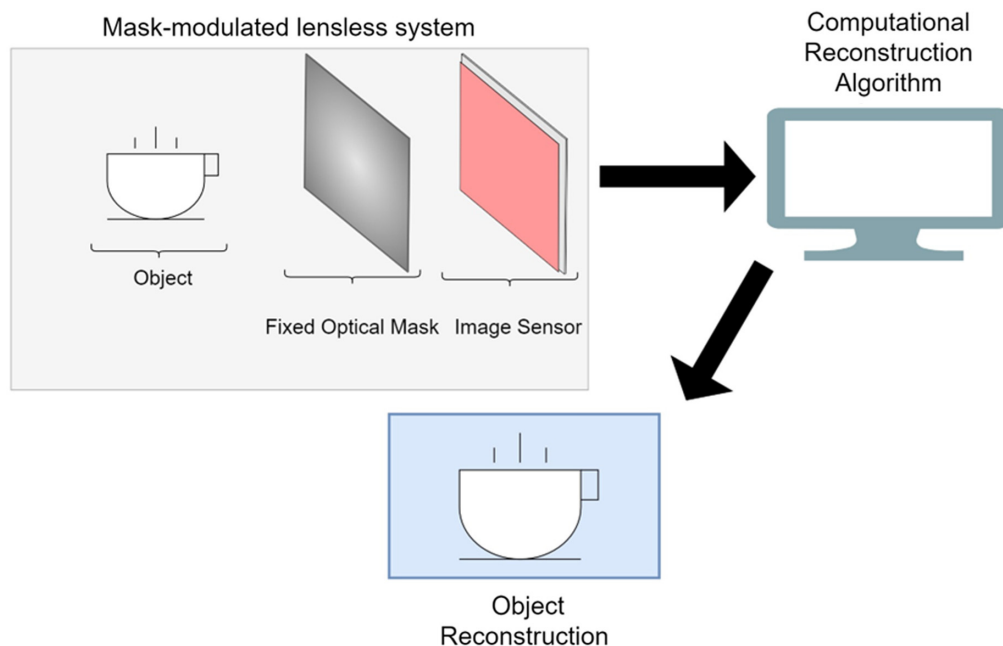 Mask-modulated lensless system
Computational
Reconstruction
Algorithm
Object
Fixed Optical Mask
Image Sensor
Object
Reconstruction